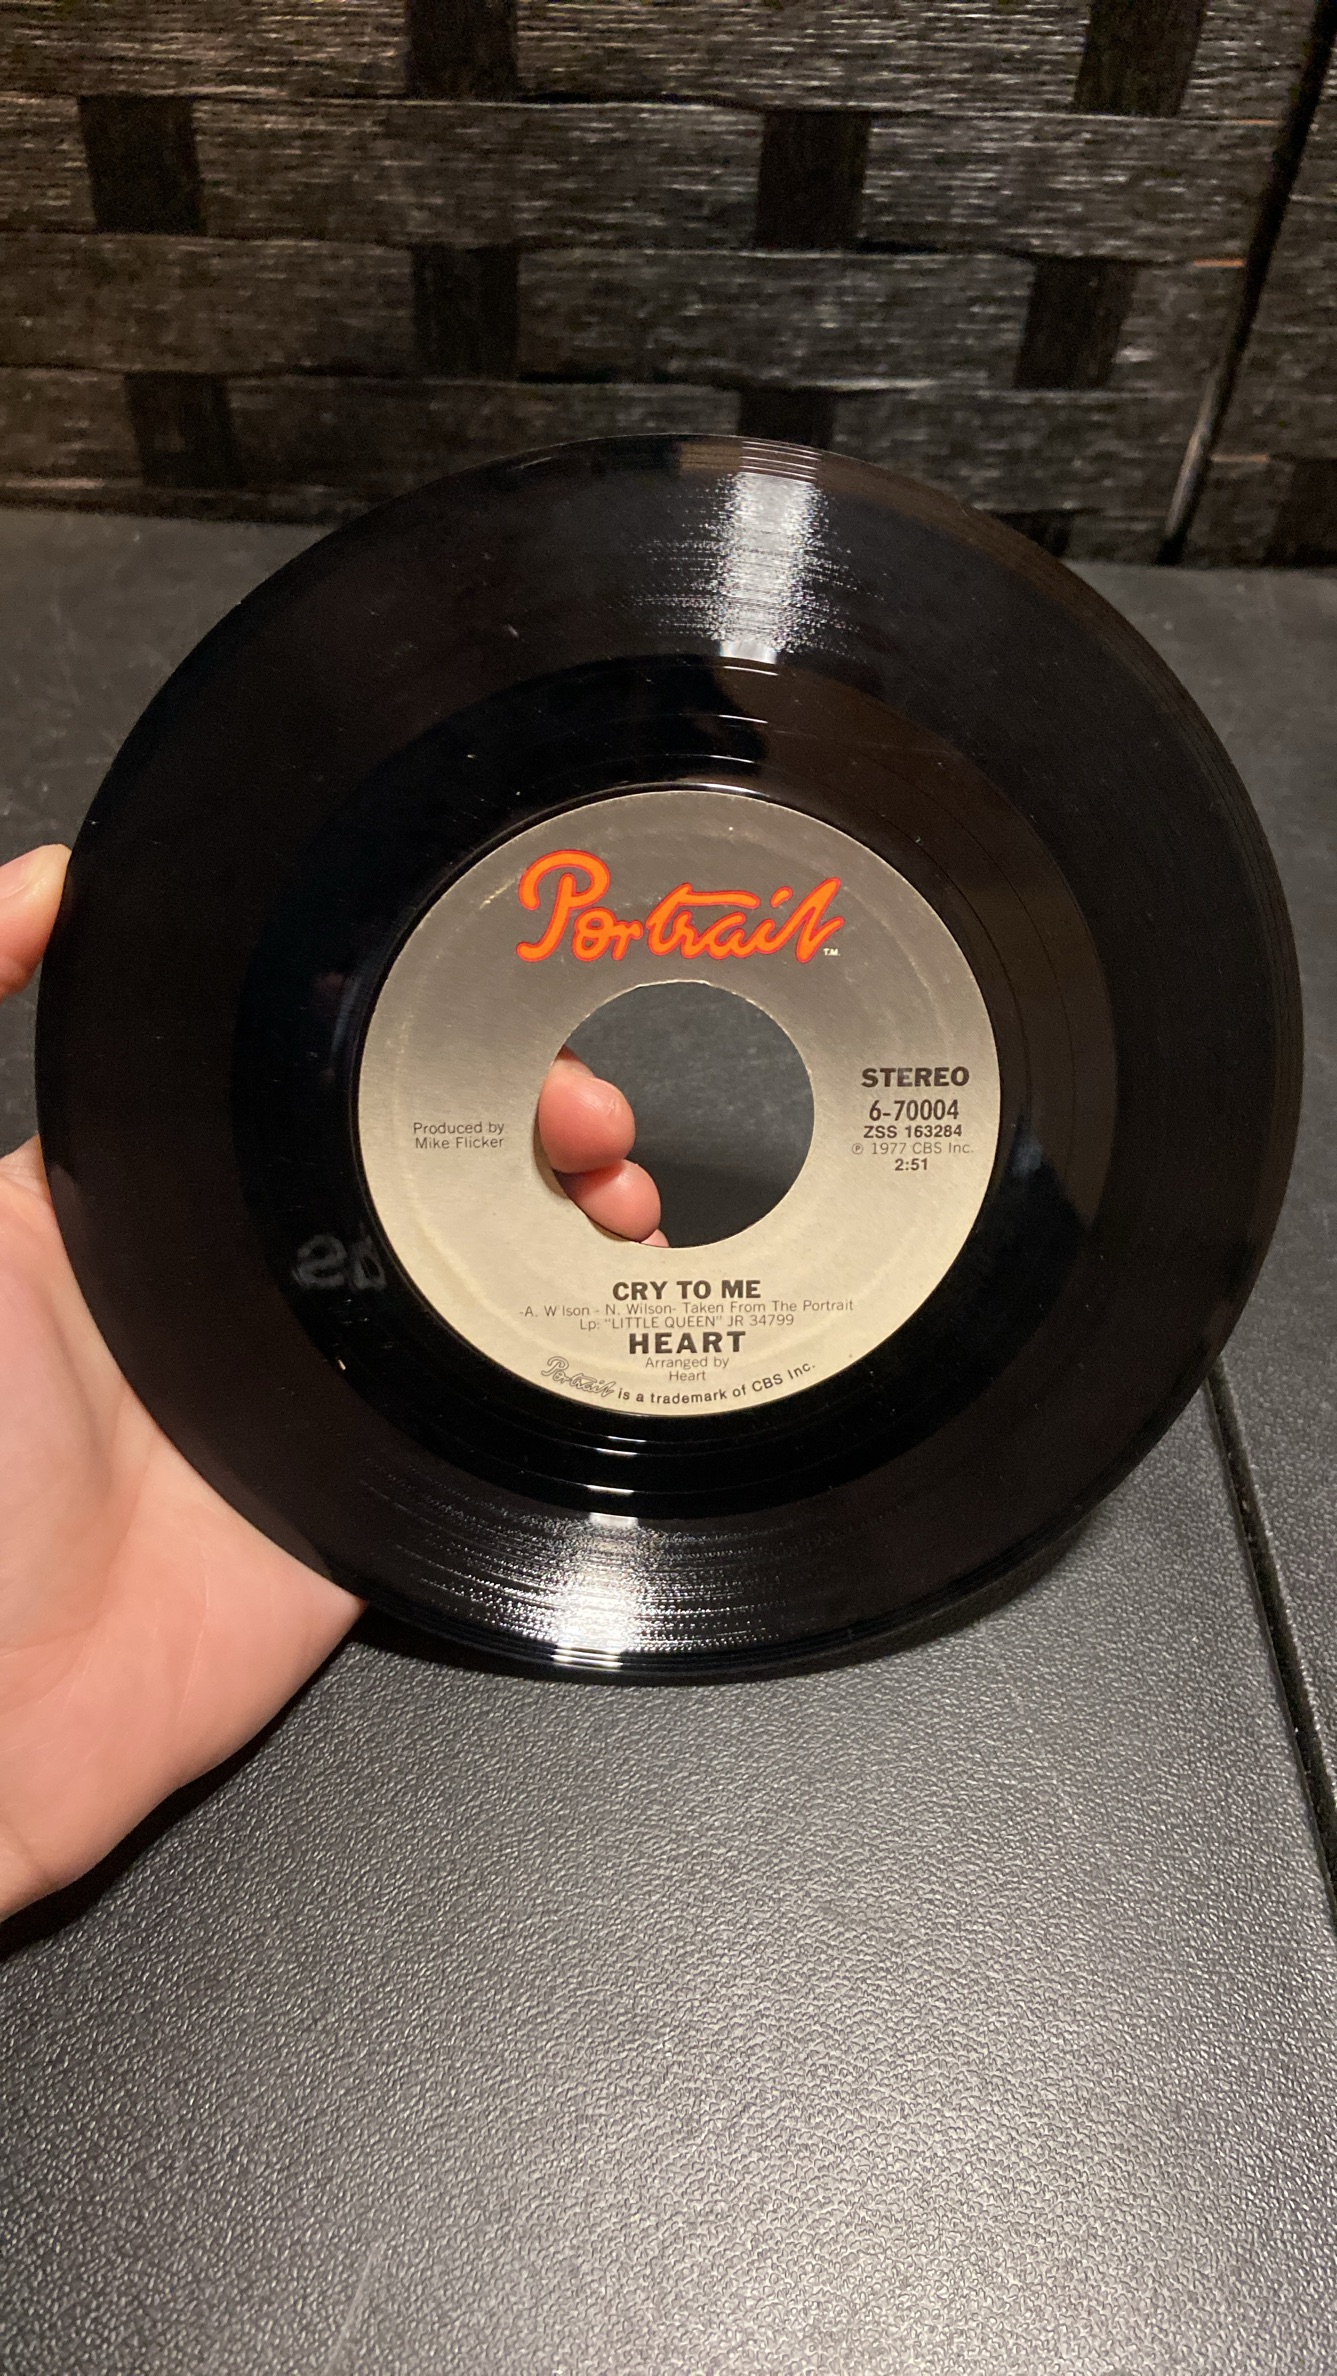 Portrait T.M.
STEREO
6-70004
ZSS 163284
Ⓟ 1977 CBS Inc.
2:51
Produced by
Mike Flicker
CRY TO ME
-A. W lson - N. Wilson- Taken From The Portrait
Lp: "LITTLE QUEEN" JR 34799
HEART
Arranged by
Heart
Portrait is a trademark of CBS Inc.